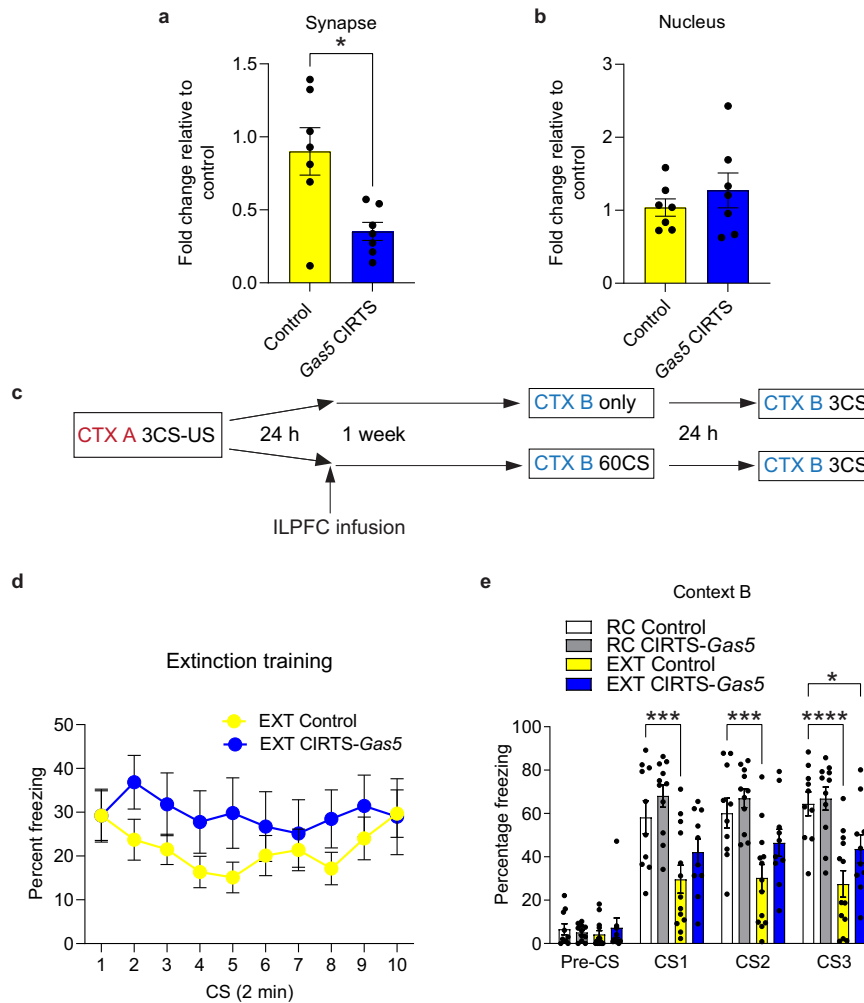 a
Synapse
*
Fold change relative to
control
1.5
1.0
0.5
0.0
Control
Gas5 CIRTS
b
Nucleus
Fold change relative to
control
3
2
1
0
Control
Gas5 CIRTS
c
CTX A 3CS-US
24 h
1 week
CTX B only
CTX B 60CS
24 h
CTX B 3CS
CTX B 3CS
ILPFC infusion
d
Extinction training
EXT Control
EXT CIRTS-Gas5
Percent freezing
50
40
30
20
10
0
1 2 3 4 5 6 7 8 9 10
CS (2 min)
e
Context B
RC Control
RC CIRTS-Gas5
EXT Control
EXT CIRTS-Gas5
*
*** *** ****
Percentage freezing
100
80
60
40
20
0
Pre-CS CS1 CS2 CS3